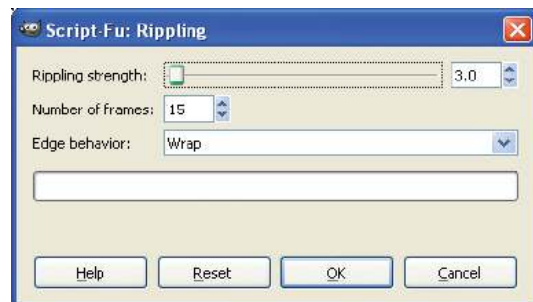 Script-Fu: Rippling
Rippling strength: 3.0
Number of frames: 15
Edge behavior: Wrap
Help Reset OK Cancel